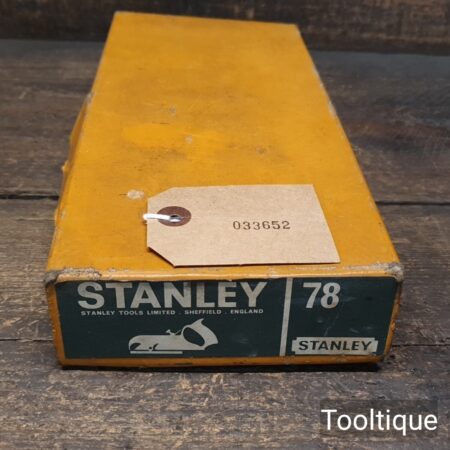 033652
STANLEY
STANLEY TOOLS LIMITED . SHEFFIELD . ENGLAND
78
STANLEY
Tooltique